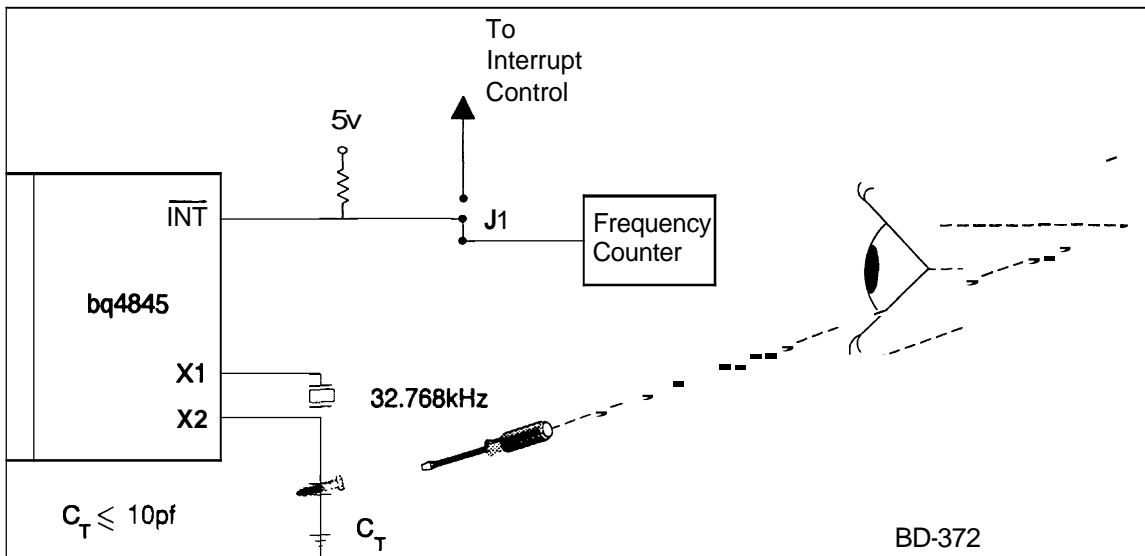 To
Interrupt
Control
5v
INT
J1
Frequency
Counter
bq4845
X1
32.768kHz
X2
C_T ≤ 10pf
C_T
BD-372